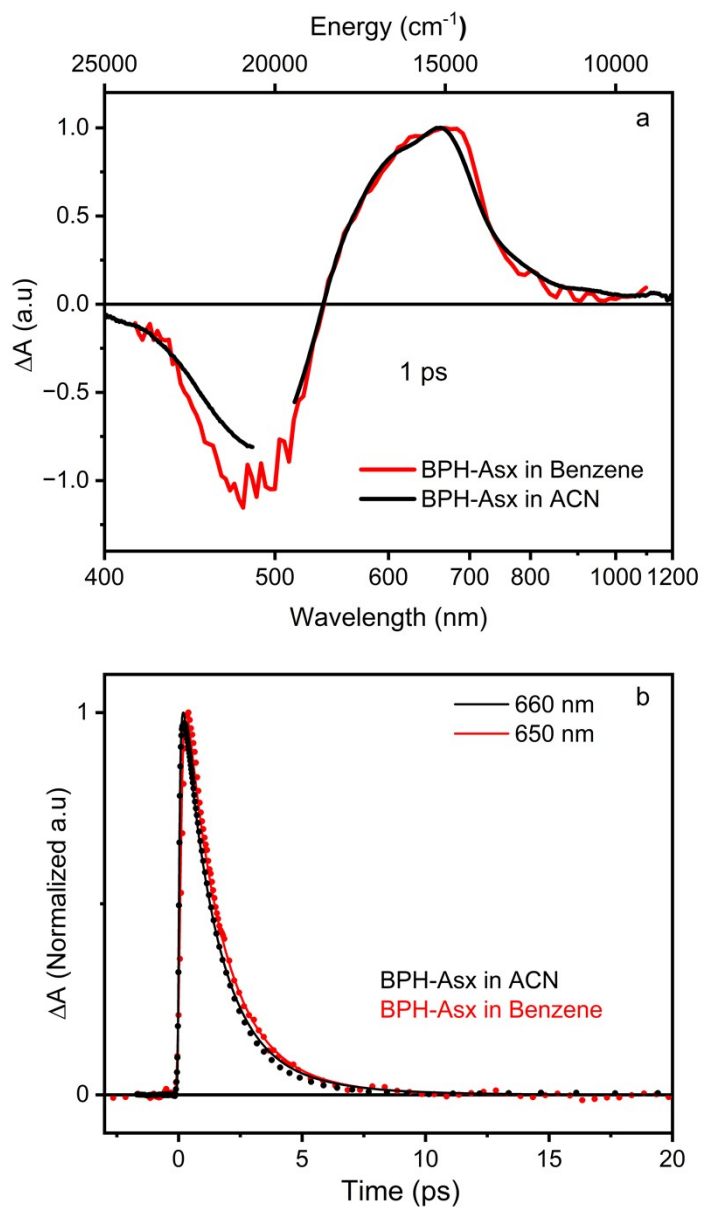 Energy (cm⁻¹)
25000 20000 15000 10000
a
1.0
0.5
0.0
−0.5
−1.0
ΔA (a.u)
1 ps
BPH-Asx in Benzene
BPH-Asx in ACN
400 500 600 700 800 1000 1200
Wavelength (nm)
b
660 nm
650 nm
1
0
ΔA (Normalized a.u)
BPH-Asx in ACN
BPH-Asx in Benzene
0 5 10 15 20
Time (ps)